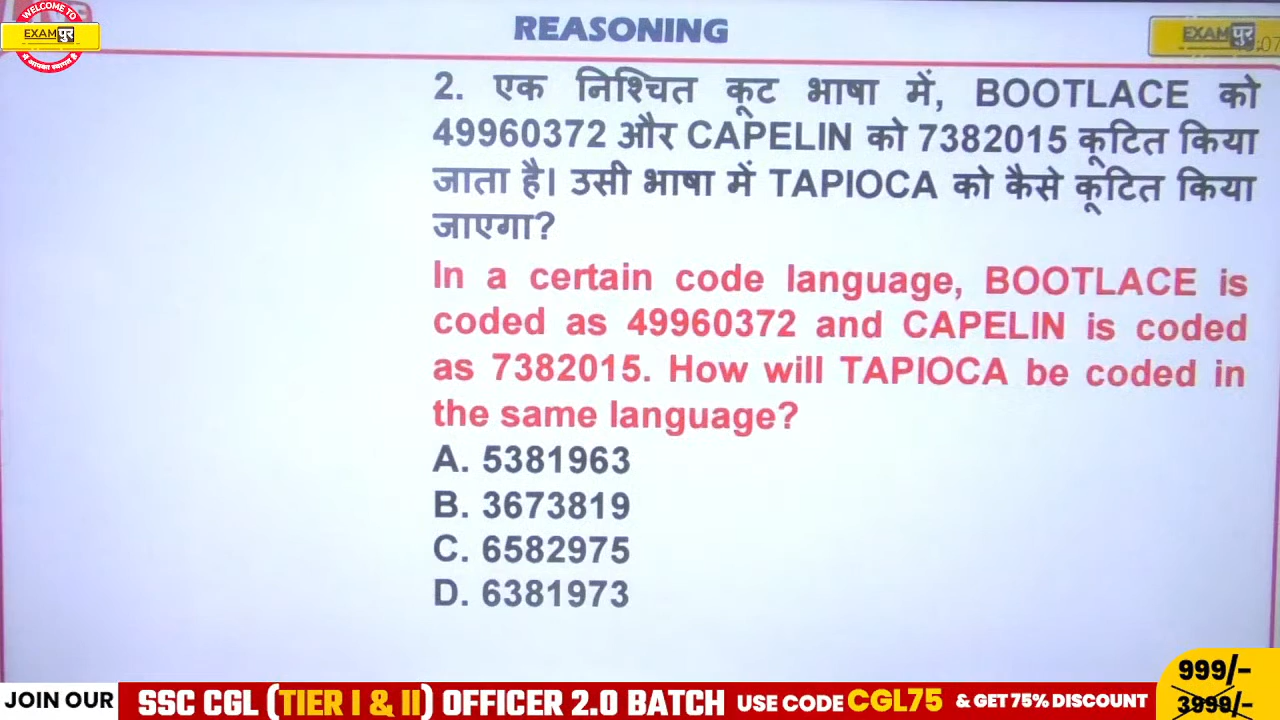 WELCOME TO
EXAMपुर
में आपका स्वागत है
REASONING
EXAMपुर
:07
2. एक निश्चित कूट भाषा में, BOOTLACE को
49960372 और CAPELIN को 7382015 कूटित किया
जाता है। उसी भाषा में TAPIOCA को कैसे कूटित किया
जाएगा?
In a certain code language, BOOTLACE is
coded as 49960372 and CAPELIN is coded
as 7382015. How will TAPIOCA be coded in
the same language?
A. 5381963
B. 3673819
C. 6582975
D. 6381973
JOIN OUR SSC CGL (TIER I & II) OFFICER 2.0 BATCH USE CODE CGL75 & GET 75% DISCOUNT
999/-
3999/-